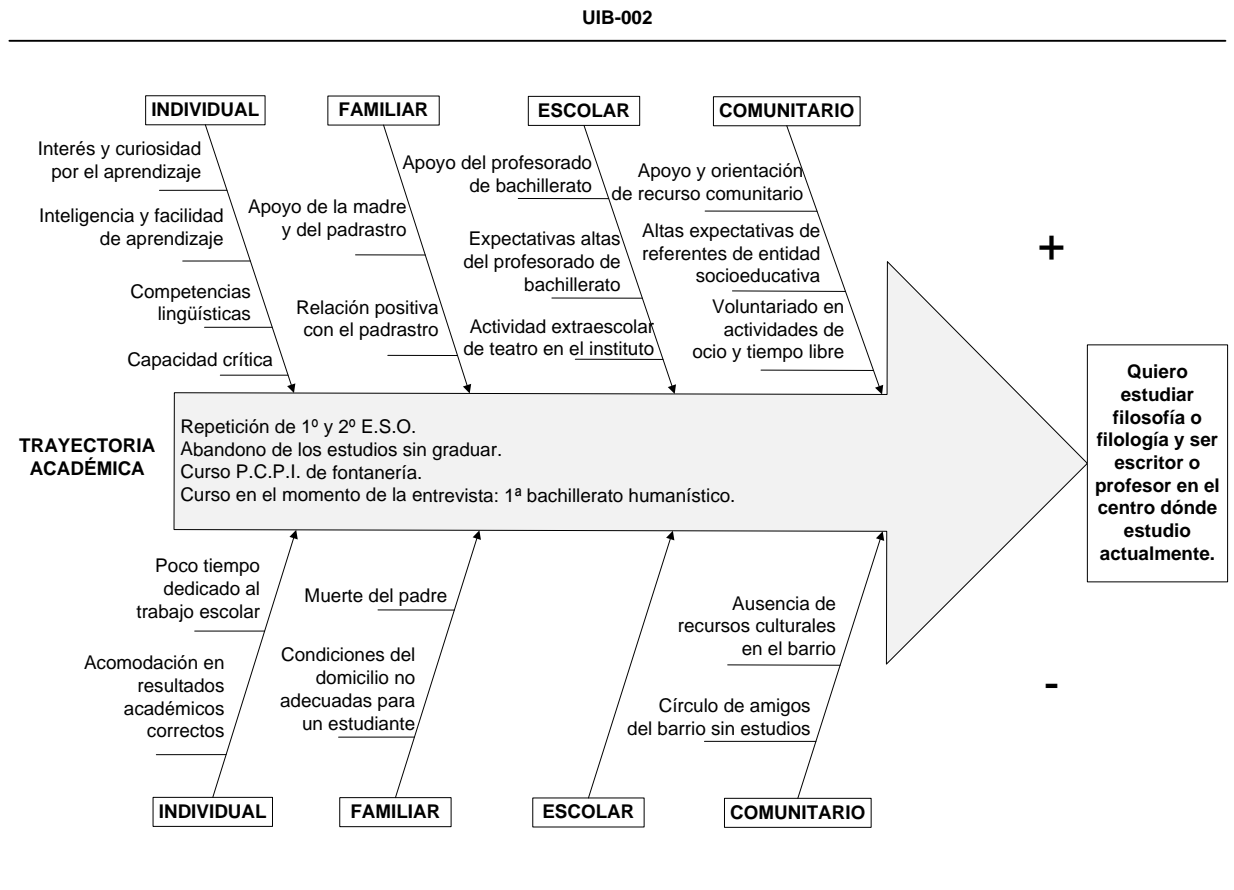 UIB-002
INDIVIDUAL
Interés y curiosidad
por el aprendizaje
Inteligencia y facilidad
de aprendizaje
Competencias
lingüísticas
Capacidad crítica
FAMILIAR
Apoyo de la madre
y del padrastro
Relación positiva
con el padrastro
ESCOLAR
Apoyo del profesorado
de bachillerato
Expectativas altas
del profesorado de
bachillerato
Actividad extraescolar
de teatro en el instituto
COMUNITARIO
Apoyo y orientación
de recurso comunitario
Altas expectativas de
referentes de entidad
socioeducativa
Voluntariado en
actividades de
ocio y tiempo libre
+
TRAYECTORIA
ACADÉMICA
Repetición de 1º y 2º E.S.O.
Abandono de los estudios sin graduar.
Curso P.C.P.I. de fontanería.
Curso en el momento de la entrevista: 1ª bachillerato humanístico.
Quiero
estudiar
filosofía o
filología y ser
escritor o
profesor en el
centro dónde
estudio
actualmente.
Poco tiempo
dedicado al
trabajo escolar
Acomodación en
resultados
académicos
correctos
INDIVIDUAL
Muerte del padre
Condiciones del
domicilio no
adecuadas para
un estudiante
FAMILIAR
ESCOLAR
Ausencia de
recursos culturales
en el barrio
Círculo de amigos
del barrio sin estudios
COMUNITARIO
-